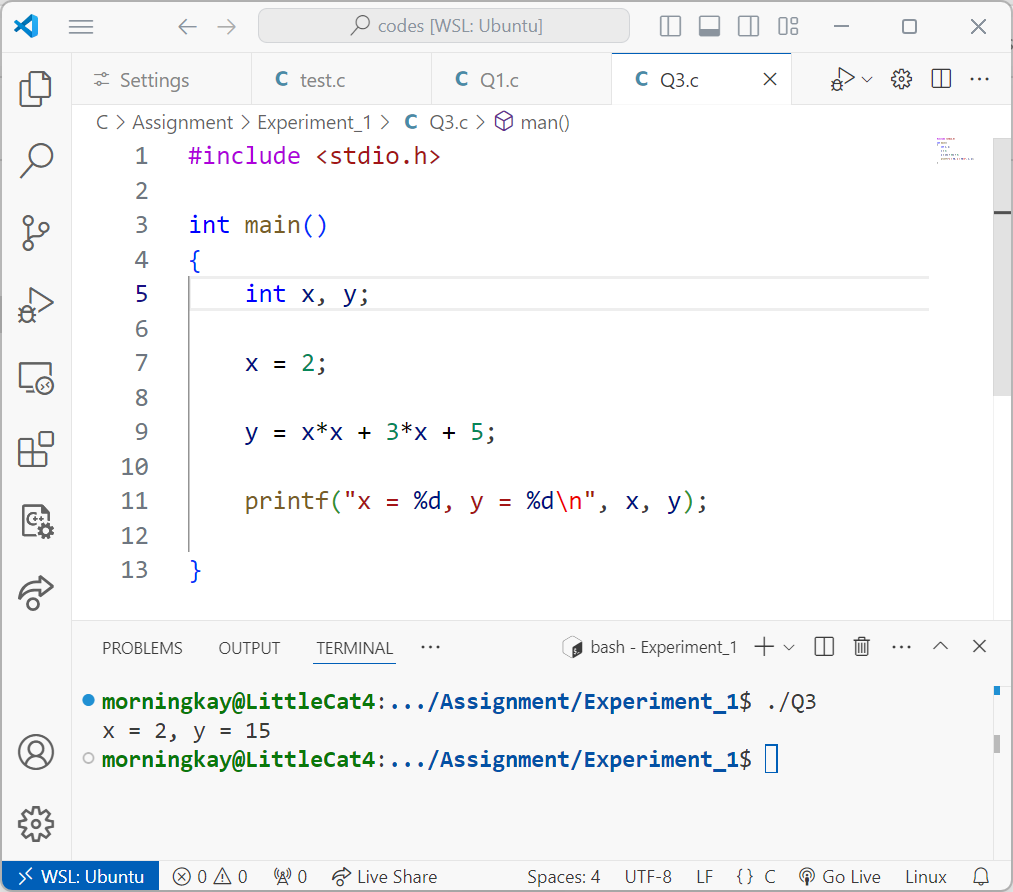 codes [WSL: Ubuntu]
Settings C test.c C Q1.c C Q3.c
C > Assignment > Experiment_1 > C Q3.c > man()
1 #include <stdio.h>
2
3 int main()
4 {
5 int x, y;
6
7 x = 2;
8
9 y = x*x + 3*x + 5;
10
11 printf("x = %d, y = %d\n", x, y);
12
13 }
PROBLEMS OUTPUT TERMINAL ··· bash - Experiment_1
morningkay@LittleCat4:.../Assignment/Experiment_1$ ./Q3
x = 2, y = 15
morningkay@LittleCat4:.../Assignment/Experiment_1$
WSL: Ubuntu 0 0 0 Live Share Spaces: 4 UTF-8 LF {} C Go Live Linux